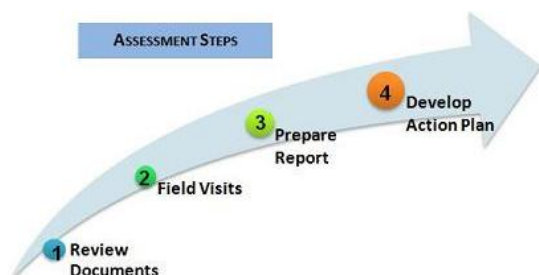 ASSESSMENT STEPS
1 Review
Documents
2 Field Visits
3 Prepare
Report
4 Develop
Action Plan